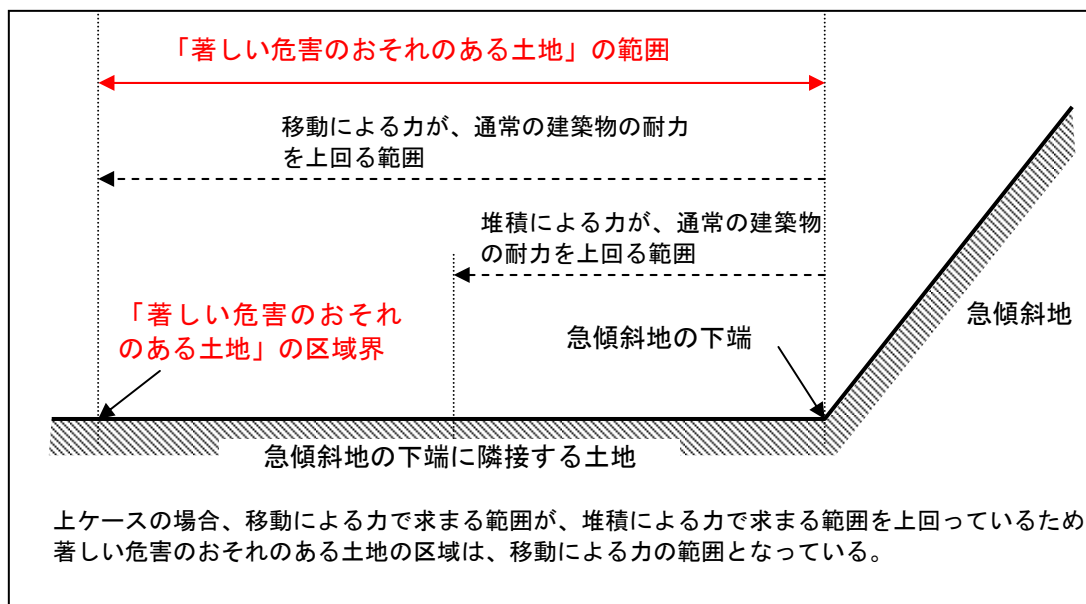 「著しい危害のおそれのある土地」の範囲
移動による力が、通常の建築物の耐力
を上回る範囲
堆積による力が、通常の建築物
の耐力を上回る範囲
「著しい危害のおそれ
のある土地」の区域界
急傾斜地の下端
急傾斜地
急傾斜地の下端に隣接する土地
上ケースの場合、移動による力で求まる範囲が、堆積による力で求まる範囲を上回っているため
著しい危害のおそれのある土地の区域は、移動による力の範囲となっている。